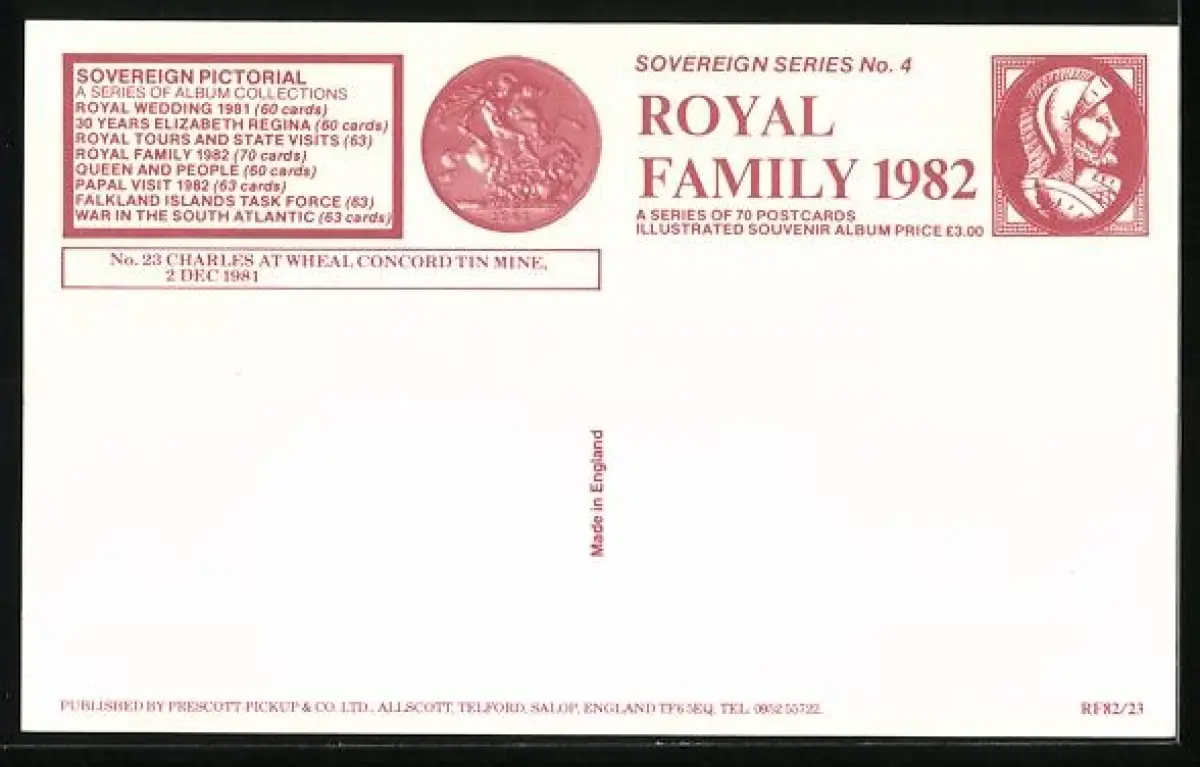 SOVEREIGN PICTORIAL
A SERIES OF ALBUM COLLECTIONS
ROYAL WEDDING 1981 (60 cards)
30 YEARS ELIZABETH REGINA (60 cards)
ROYAL TOURS AND STATE VISITS (63)
ROYAL FAMILY 1982 (70 cards)
QUEEN AND PEOPLE (60 cards)
PAPAL VISIT 1982 (63 cards)
FALKLAND ISLANDS TASK FORCE (63)
WAR IN THE SOUTH ATLANTIC (63 cards)
SOVEREIGN SERIES No. 4
ROYAL
FAMILY 1982
A SERIES OF 70 POSTCARDS
ILLUSTRATED SOUVENIR ALBUM PRICE £3.00
No. 23 CHARLES AT WHEAL CONCORD TIN MINE,
2 DEC 1981
Made in England
PUBLISHED BY PRESCOTT PICKUP & CO. LTD., ALLSCOTT, TELFORD, SALOP, ENGLAND TF6 5EQ. TEL. 0952 55722.
RF82/23